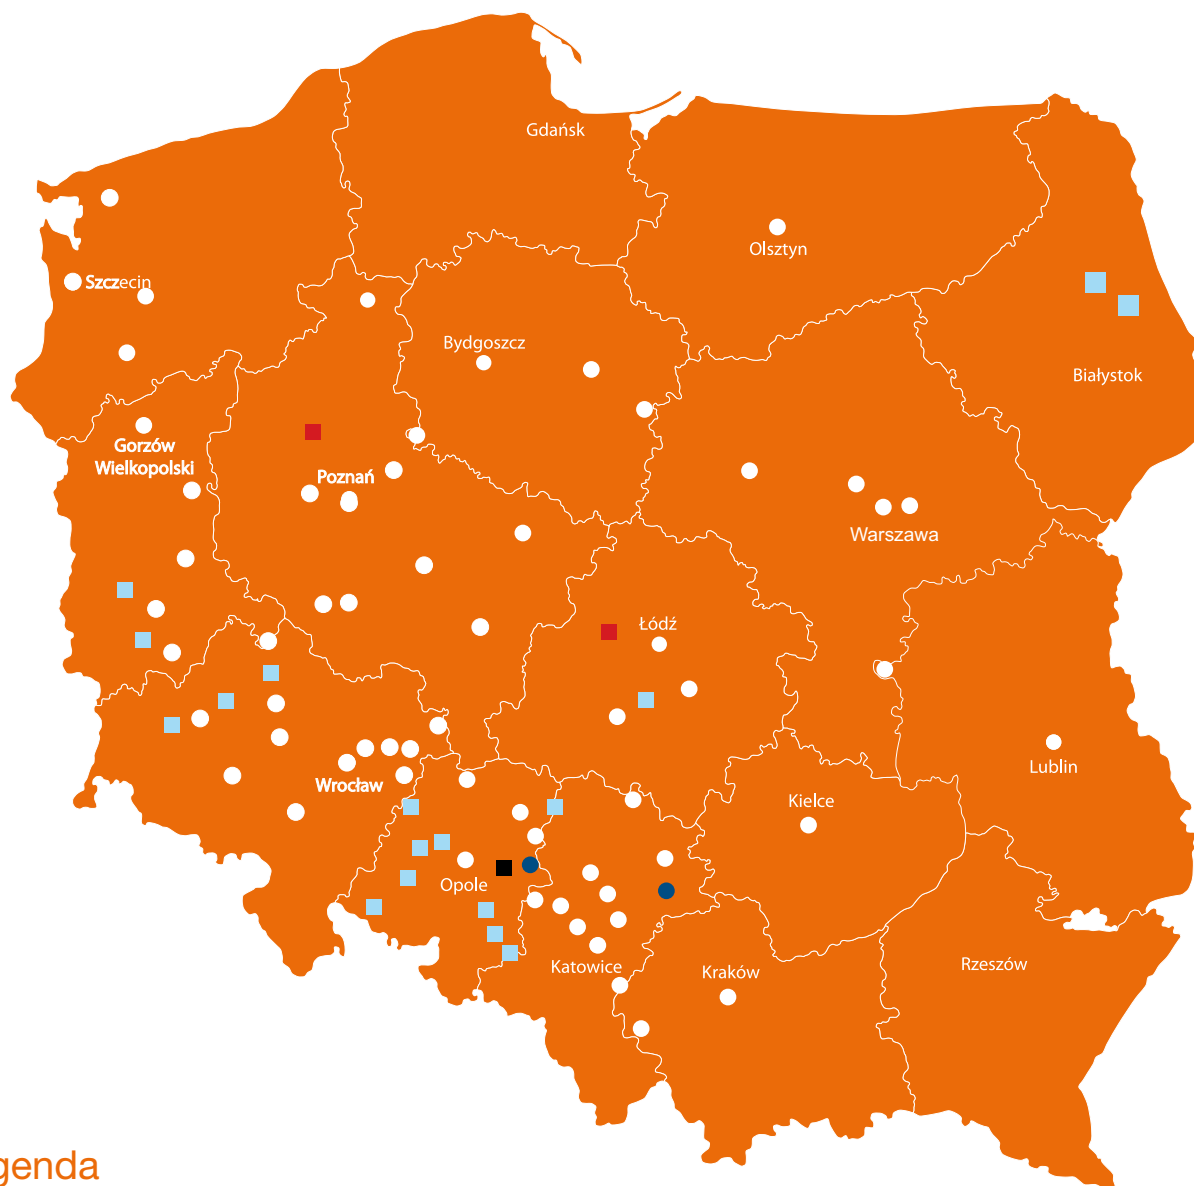 Gdańsk
Olsztyn
Szczecin
Bydgoszcz
Białystok
Gorzów
Wielkopolski
Poznań
Warszawa
Łódź
Wrocław
Lublin
Kielce
Opole
Katowice
Kraków
Rzeszów
genda